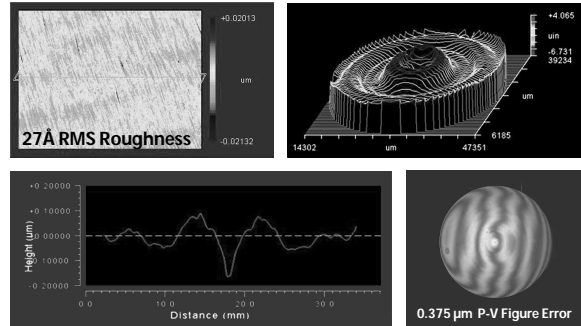 +0.02013
um
-0.02132
27Å RMS Roughness
+4.065
uin
-6.731
39234
um
6185
14302
um
47351
+0.20000
+0.10000
0.00000
0.10000
0.20000
Height (µm)
0.0
10.0
20.0
30.0
Distance (mm)
0.375 µm P-V Figure Error